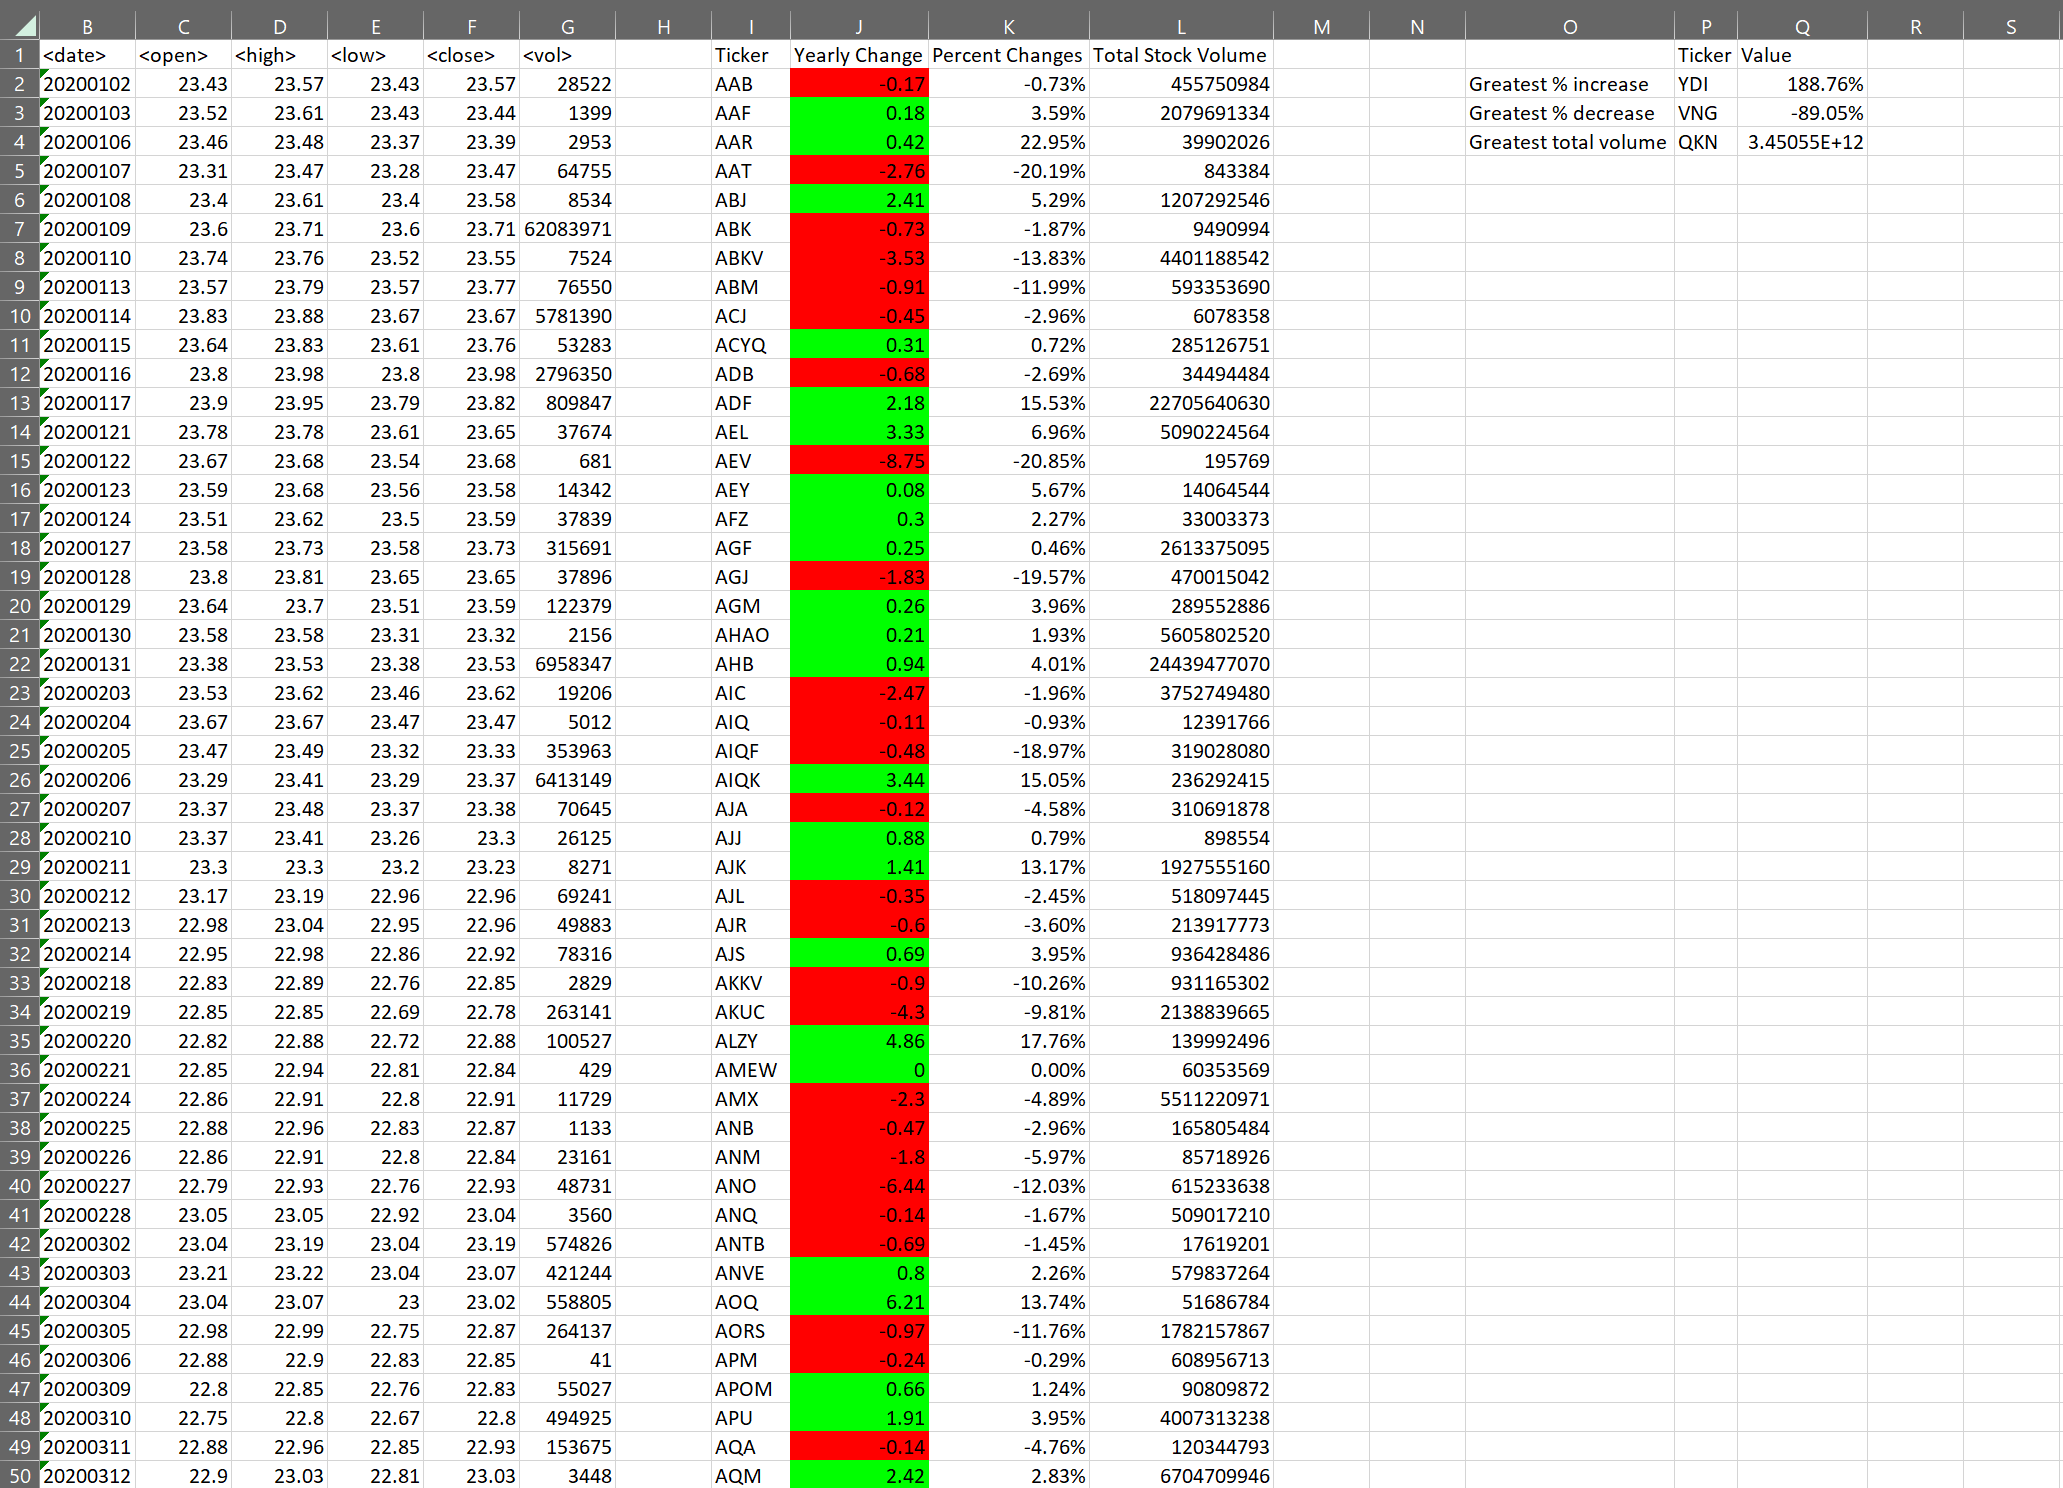 B C D E F G H I J K L M N O P Q R S
1 <date> <open> <high> <low> <close> <vol> Ticker Yearly Change Percent Changes Total Stock Volume Ticker Value
2 20200102 23.43 23.57 23.43 23.57 28522 AAB -0.17 -0.73% 455750984 Greatest % increase YDI 188.76%
3 20200103 23.52 23.61 23.43 23.44 1399 AAF 0.18 3.59% 2079691334 Greatest % decrease VNG -89.05%
4 20200106 23.46 23.48 23.37 23.39 2953 AAR 0.42 22.95% 39902026 Greatest total volume QKN 3.45055E+12
5 20200107 23.31 23.47 23.28 23.47 64755 AAT -2.76 -20.19% 843384
6 20200108 23.4 23.61 23.4 23.58 8534 ABJ 2.41 5.29% 1207292546
7 20200109 23.6 23.71 23.6 23.71 62083971 ABK -0.73 -1.87% 9490994
8 20200110 23.74 23.76 23.52 23.55 7524 ABKV -3.53 -13.83% 4401188542
9 20200113 23.57 23.79 23.57 23.77 76550 ABM -0.91 -11.99% 593353690
10 20200114 23.83 23.88 23.67 23.67 5781390 ACJ -0.45 -2.96% 6078358
11 20200115 23.64 23.83 23.61 23.76 53283 ACYQ 0.31 0.72% 285126751
12 20200116 23.8 23.98 23.8 23.98 2796350 ADB -0.68 -2.69% 34494484
13 20200117 23.9 23.95 23.79 23.82 809847 ADF 2.18 15.53% 22705640630
14 20200121 23.78 23.78 23.61 23.65 37674 AEL 3.33 6.96% 5090224564
15 20200122 23.67 23.68 23.54 23.68 681 AEV -8.75 -20.85% 195769
16 20200123 23.59 23.68 23.56 23.58 14342 AEY 0.08 5.67% 14064544
17 20200124 23.51 23.62 23.5 23.59 37839 AFZ 0.3 2.27% 33003373
18 20200127 23.58 23.73 23.58 23.73 315691 AGF 0.25 0.46% 2613375095
19 20200128 23.8 23.81 23.65 23.65 37896 AGJ -1.83 -19.57% 470015042
20 20200129 23.64 23.7 23.51 23.59 122379 AGM 0.26 3.96% 289552886
21 20200130 23.58 23.58 23.31 23.32 2156 AHAO 0.21 1.93% 5605802520
22 20200131 23.38 23.53 23.38 23.53 6958347 AHB 0.94 4.01% 24439477070
23 20200203 23.53 23.62 23.46 23.62 19206 AIC -2.47 -1.96% 3752749480
24 20200204 23.67 23.67 23.47 23.47 5012 AIQ -0.11 -0.93% 12391766
25 20200205 23.47 23.49 23.32 23.33 353963 AIQF -0.48 -18.97% 319028080
26 20200206 23.29 23.41 23.29 23.37 6413149 AIQK 3.44 15.05% 236292415
27 20200207 23.37 23.48 23.37 23.38 70645 AJA -0.12 -4.58% 310691878
28 20200210 23.37 23.41 23.26 23.3 26125 AJJ 0.88 0.79% 898554
29 20200211 23.3 23.3 23.2 23.23 8271 AJK 1.41 13.17% 1927555160
30 20200212 23.17 23.19 22.96 22.96 69241 AJL -0.35 -2.45% 518097445
31 20200213 22.98 23.04 22.95 22.96 49883 AJR -0.6 -3.60% 213917773
32 20200214 22.95 22.98 22.86 22.92 78316 AJS 0.69 3.95% 936428486
33 20200218 22.83 22.89 22.76 22.85 2829 AKKV -0.9 -10.26% 931165302
34 20200219 22.85 22.85 22.69 22.78 263141 AKUC -4.3 -9.81% 2138839665
35 20200220 22.82 22.88 22.72 22.88 100527 ALZY 4.86 17.76% 139992496
36 20200221 22.85 22.94 22.81 22.84 429 AMEW 0 0.00% 60353569
37 20200224 22.86 22.91 22.8 22.91 11729 AMX -2.3 -4.89% 5511220971
38 20200225 22.88 22.96 22.83 22.87 1133 ANB -0.47 -2.96% 165805484
39 20200226 22.86 22.91 22.8 22.84 23161 ANM -1.8 -5.97% 85718926
40 20200227 22.79 22.93 22.76 22.93 48731 ANO -6.44 -12.03% 615233638
41 20200228 23.05 23.05 22.92 23.04 3560 ANQ -0.14 -1.67% 509017210
42 20200302 23.04 23.19 23.04 23.19 574826 ANTB -0.69 -1.45% 17619201
43 20200303 23.21 23.22 23.04 23.07 421244 ANVE 0.8 2.26% 579837264
44 20200304 23.04 23.07 23 23.02 558805 AOQ 6.21 13.74% 51686784
45 20200305 22.98 22.99 22.75 22.87 264137 AORS -0.97 -11.76% 1782157867
46 20200306 22.88 22.9 22.83 22.85 41 APM -0.24 -0.29% 608956713
47 20200309 22.8 22.85 22.76 22.83 55027 APOM 0.66 1.24% 90809872
48 20200310 22.75 22.8 22.67 22.8 494925 APU 1.91 3.95% 4007313238
49 20200311 22.88 22.96 22.85 22.93 153675 AQA -0.14 -4.76% 120344793
50 20200312 22.9 23.03 22.81 23.03 3448 AQM 2.42 2.83% 6704709946